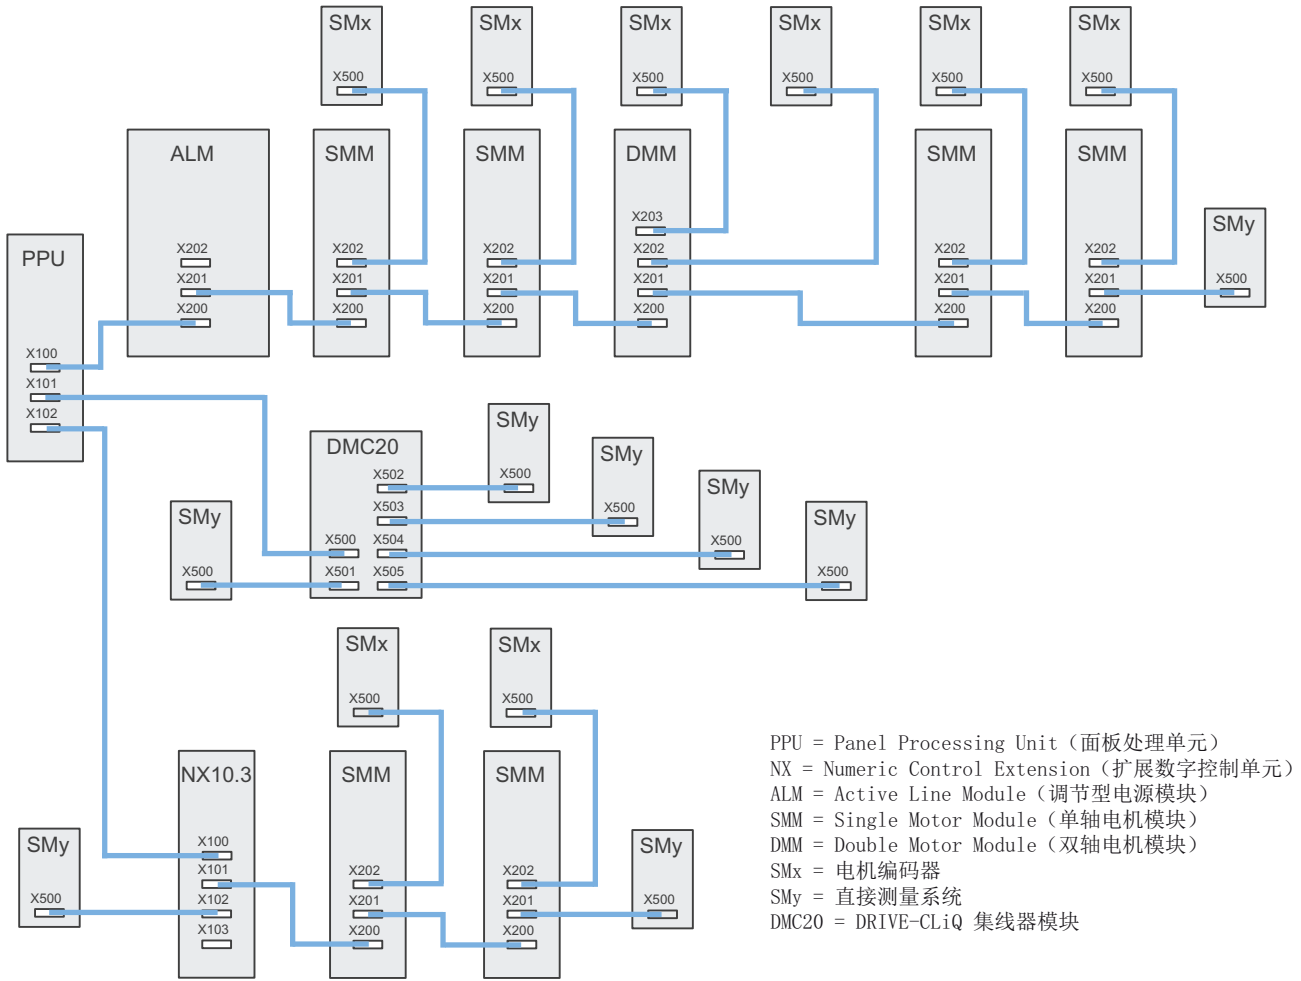 SMx
SMx
SMx
SMx
SMx
SMx
X500
X500
X500
X500
X500
X500
ALM
SMM
SMM
DMM
SMM
SMM
SMy
X203
PPU
X202
X202
X202
X202
X202
X202
X201
X201
X201
X201
X201
X201
X500
X200
X200
X200
X200
X200
X200
X100
X101
X102
SMy
DMC20
SMy
X502
X500
SMy
X503
X500
SMy
SMy
X500
X504
X500
X500
X501
X505
X500
SMx
SMx
X500
X500
NX10.3
SMM
SMM
SMy
SMy
X100
X101
X202
X202
X500
X102
X201
X201
X500
X103
X200
X200
PPU = Panel Processing Unit（面板处理单元）
NX = Numeric Control Extension（扩展数字控制单元）
ALM = Active Line Module（调节型电源模块）
SMM = Single Motor Module（单轴电机模块）
DMM = Double Motor Module（双轴电机模块）
SMx = 电机编码器
SMy = 直接测量系统
DMC20 = DRIVE-CLiQ 集线器模块